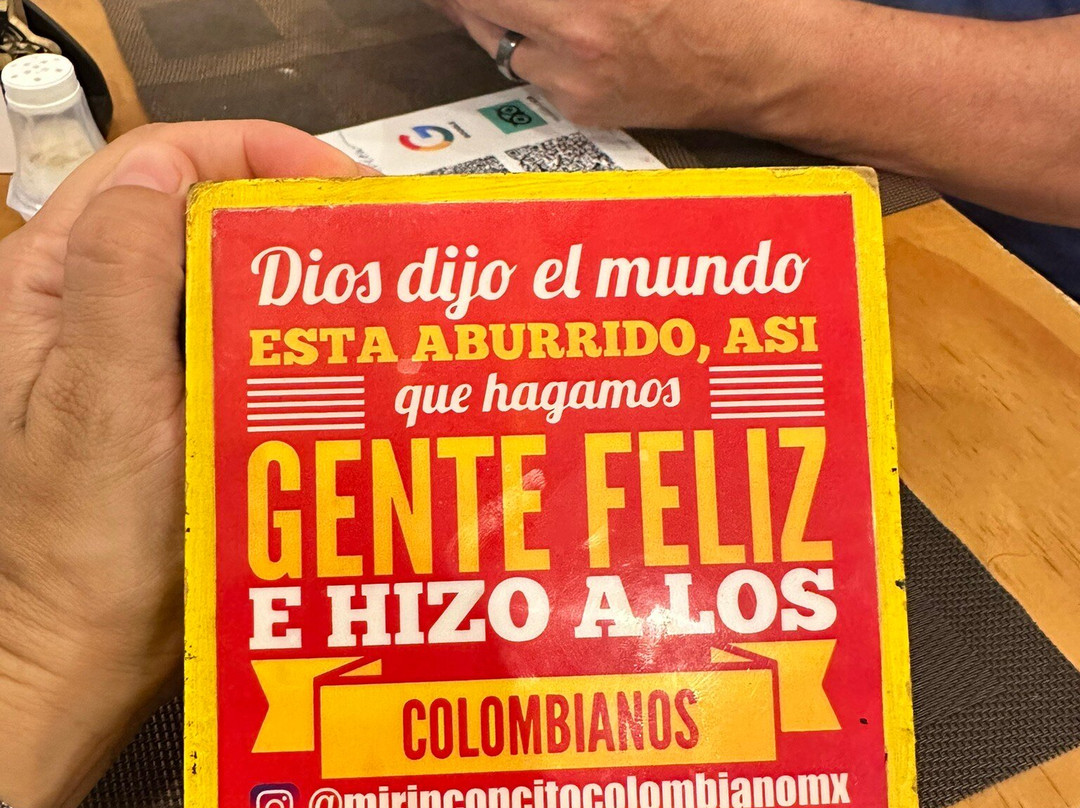 Dios dijo el mundo
ESTA ABURRIDO, ASI
que hagamos
GENTE FELIZ
E HIZO A LOS
COLOMBIANOS
@mirinconcitocolombianomx